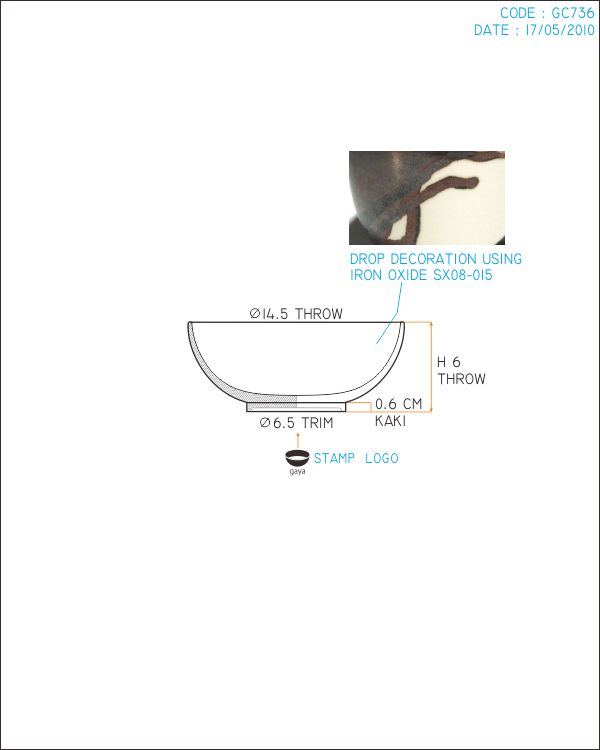 CODE : GC736
DATE : 17/05/2010
DROP DECORATION USING
IRON OXIDE SX08-015
Ø14.5 THROW
H 6
THROW
0.6 CM
KAKI
Ø6.5 TRIM
STAMP LOGO
gaya